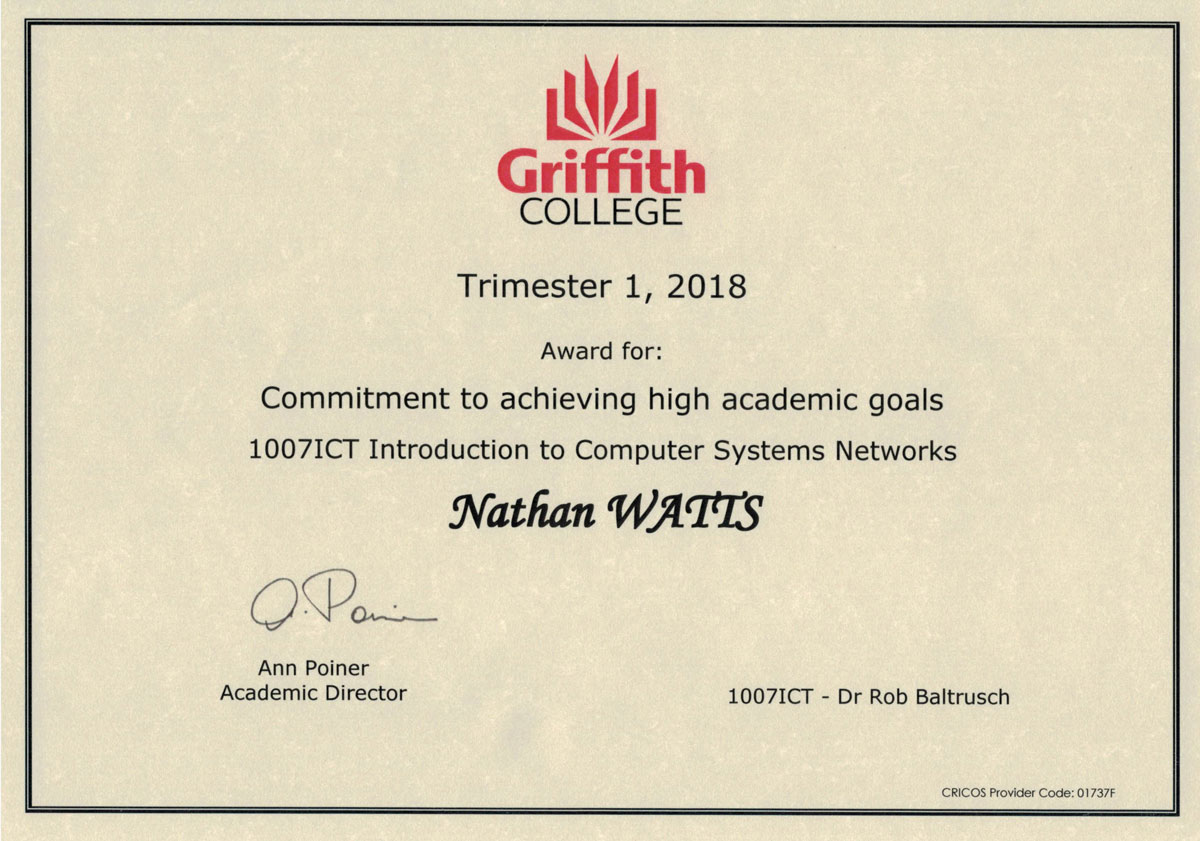 Griffith
COLLEGE
Trimester 1, 2018
Award for:
Commitment to achieving high academic goals
1007ICT Introduction to Computer Systems Networks
Nathan WATTS
A. Poiner
Ann Poiner
Academic Director
1007ICT - Dr Rob Baltrusch
CRICOS Provider Code: 01737F